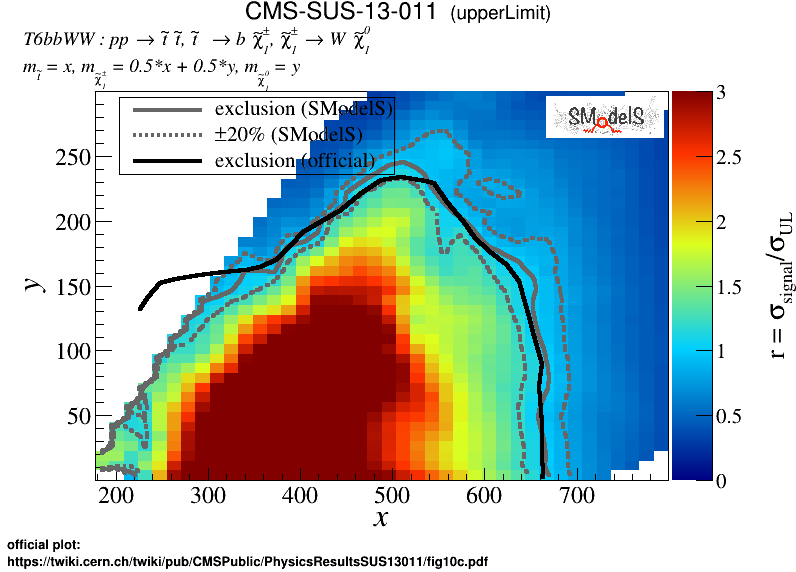 CMS-SUS-13-011 (upperLimit)
T6bbWW : pp → t̃ t̃, t̃ → b χ̃₁±, χ̃₁± → W χ̃₁⁰
m_t̃ = x, m_χ̃₁± = 0.5*x + 0.5*y, m_χ̃₁⁰ = y
exclusion (SModelS)
±20% (SModelS)
exclusion (official)
SModelS
y
250
200
150
100
50
200 300 400 500 600 700
x
3
2.5
2
1.5
1
0.5
0
r = σ_signal/σ_UL
official plot:
https://twiki.cern.ch/twiki/pub/CMSPublic/PhysicsResultsSUS13011/fig10c.pdf